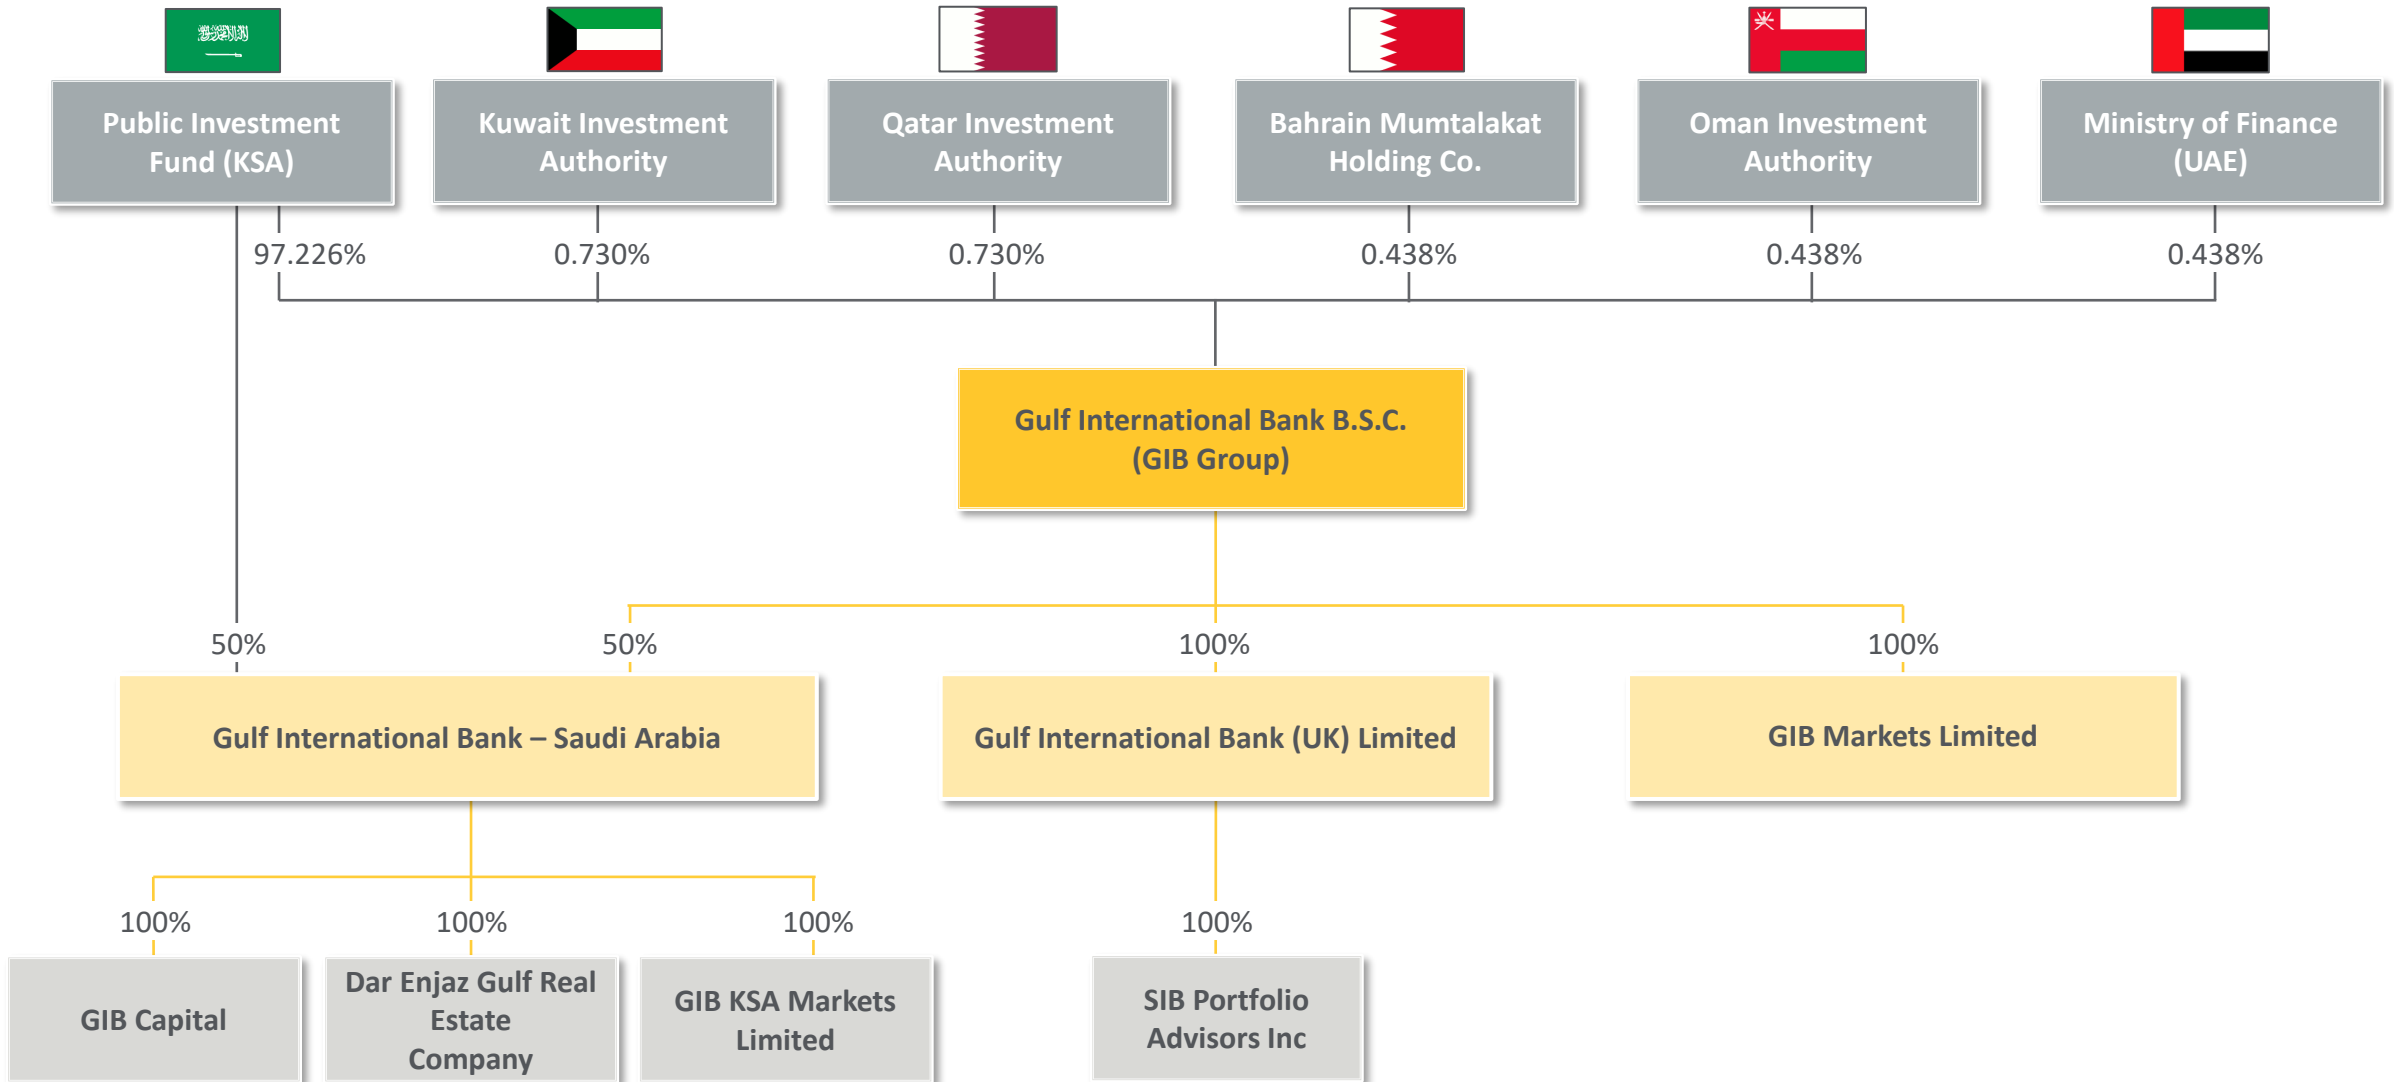 Public Investment
Fund (KSA)
Kuwait Investment
Authority
Qatar Investment
Authority
Bahrain Mumtalakat
Holding Co.
Oman Investment
Authority
Ministry of Finance
(UAE)
97.226%
0.730%
0.730%
0.438%
0.438%
0.438%
Gulf International Bank B.S.C.
(GIB Group)
50%
50%
100%
100%
Gulf International Bank – Saudi Arabia
Gulf International Bank (UK) Limited
GIB Markets Limited
100%
100%
100%
100%
GIB Capital
Dar Enjaz Gulf Real
Estate
Company
GIB KSA Markets
Limited
SIB Portfolio
Advisors Inc